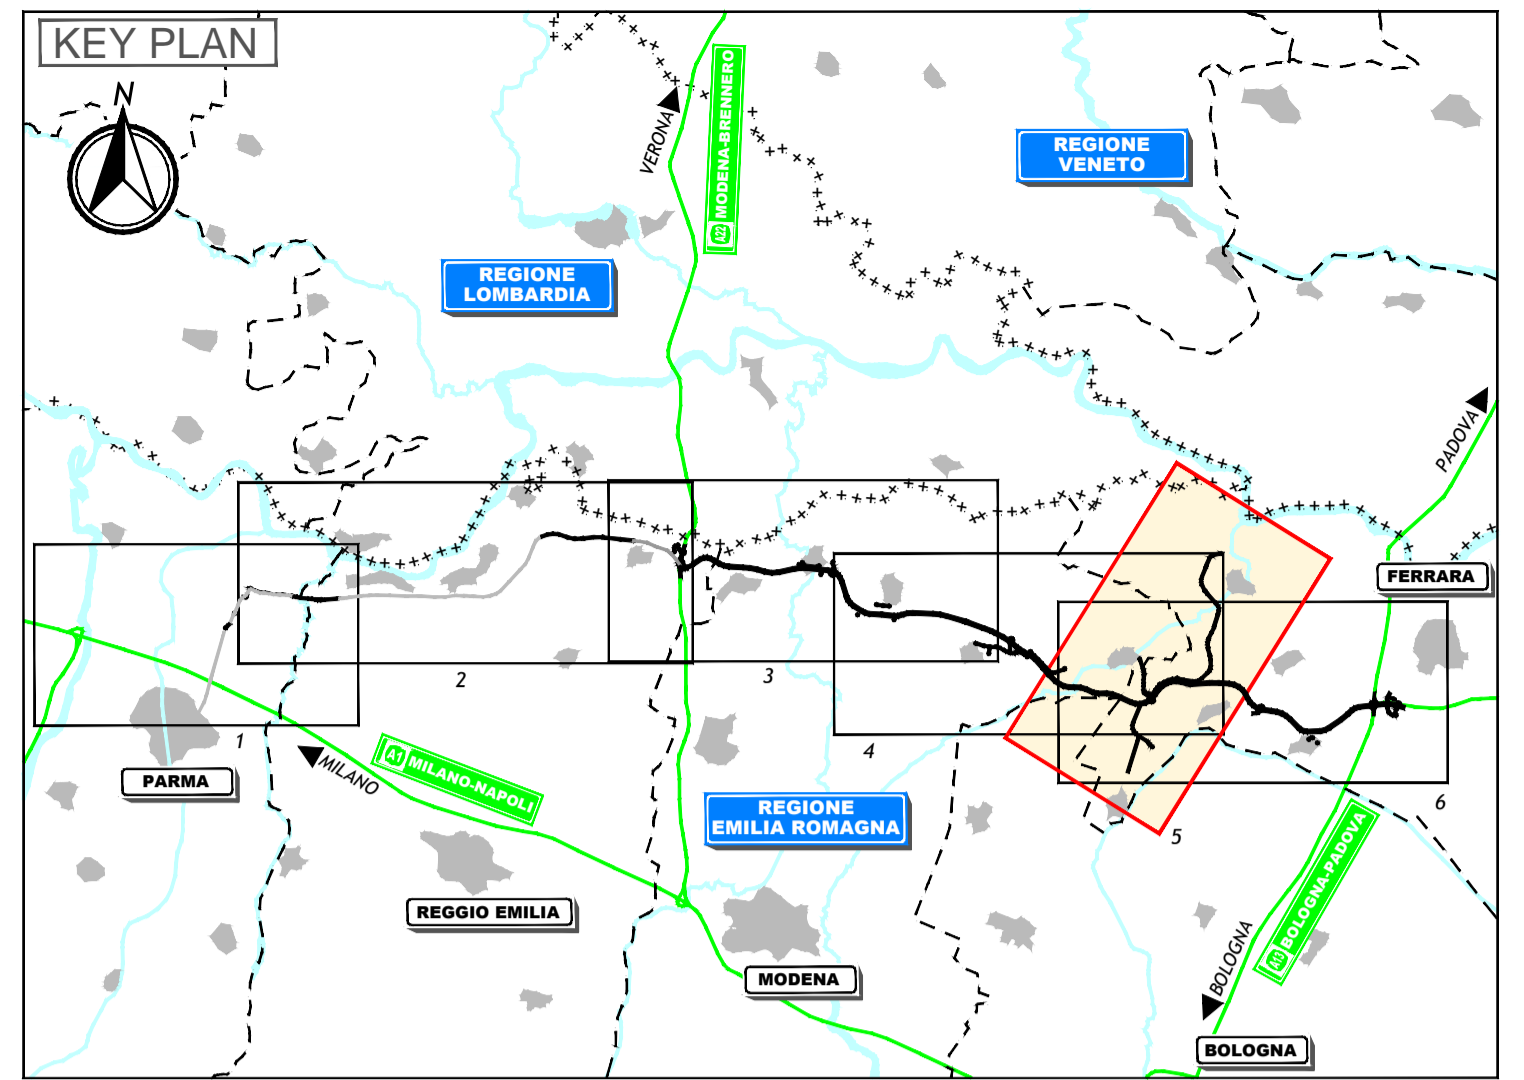 KEY PLAN
N
VERONA
A22 MODENA-BRENNERO
REGIONE
VENETO
REGIONE
LOMBARDIA
PADOVA
FERRARA
1
2
3
4
5
6
PARMA
MILANO
A1 MILANO-NAPOLI
REGIONE
EMILIA ROMAGNA
REGGIO EMILIA
MODENA
A13 BOLOGNA-PADOVA
BOLOGNA
BOLOGNA